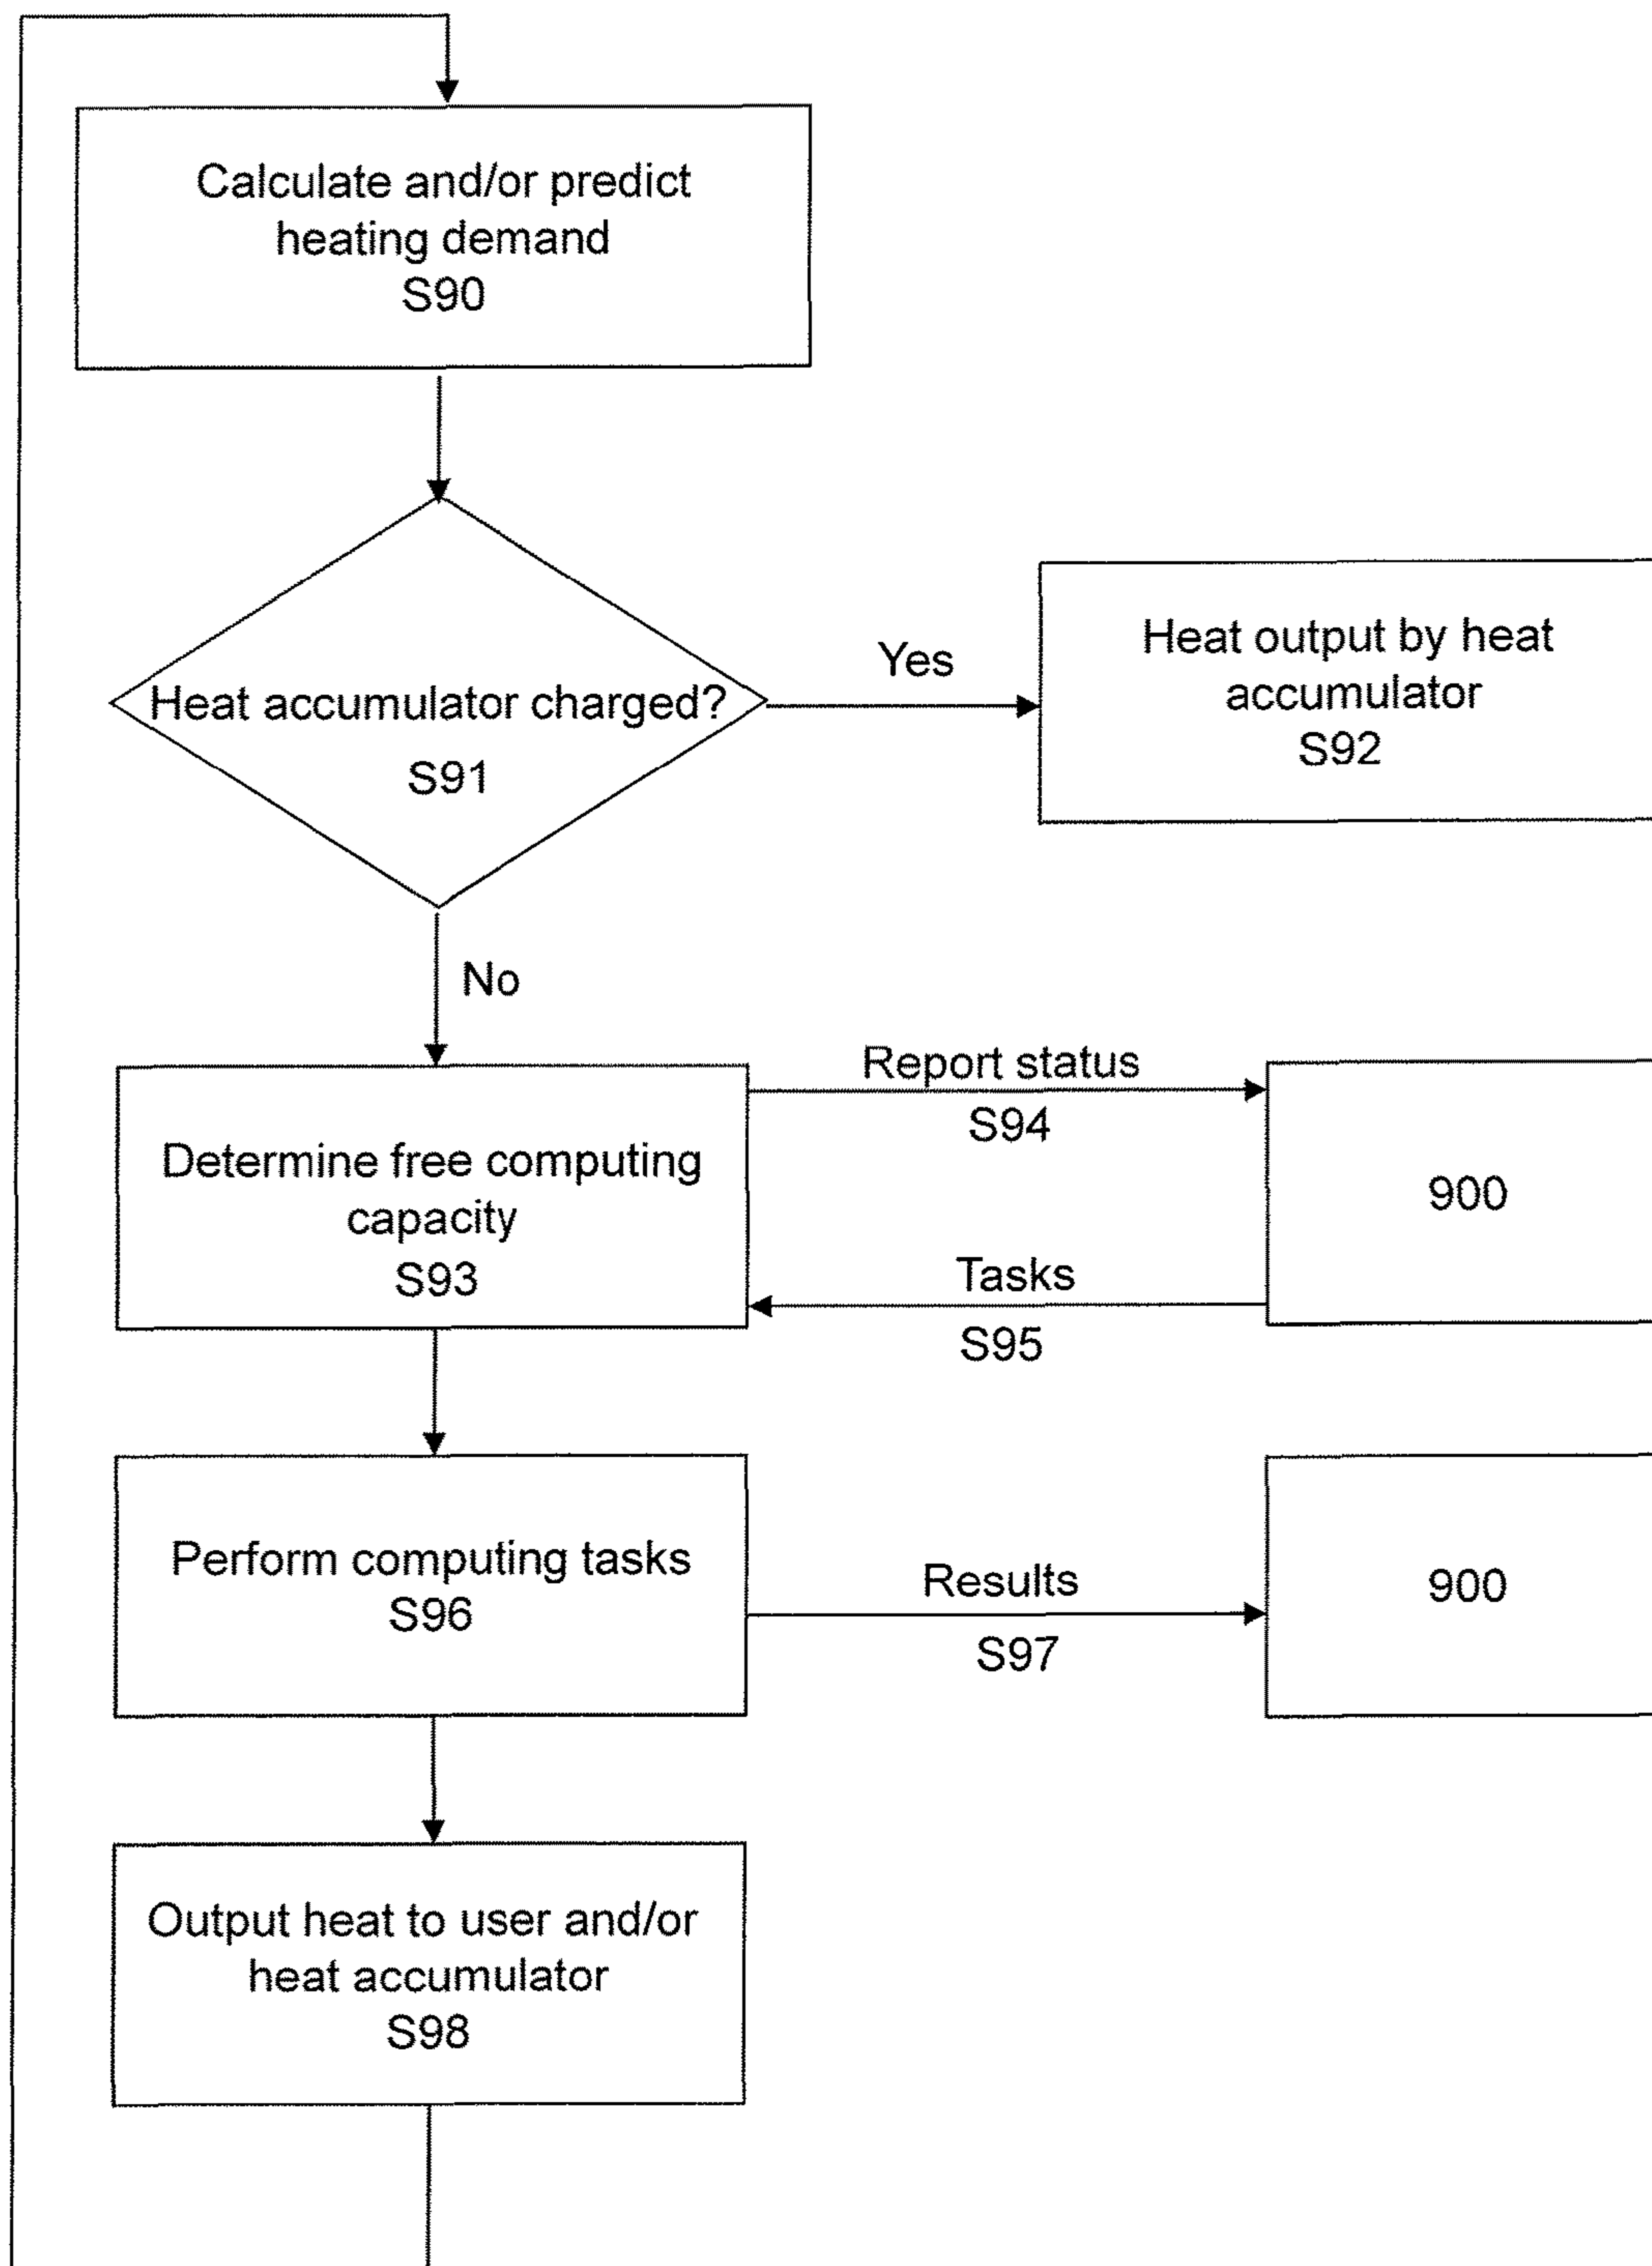 Calculate and/or predict
heating demand
S90
Heat accumulator charged?
S91
Yes
Heat output by heat
accumulator
S92
No
Determine free computing
capacity
S93
Report status
S94
Tasks
S95
900
Perform computing tasks
S96
Results
S97
900
Output heat to user and/or
heat accumulator
S98